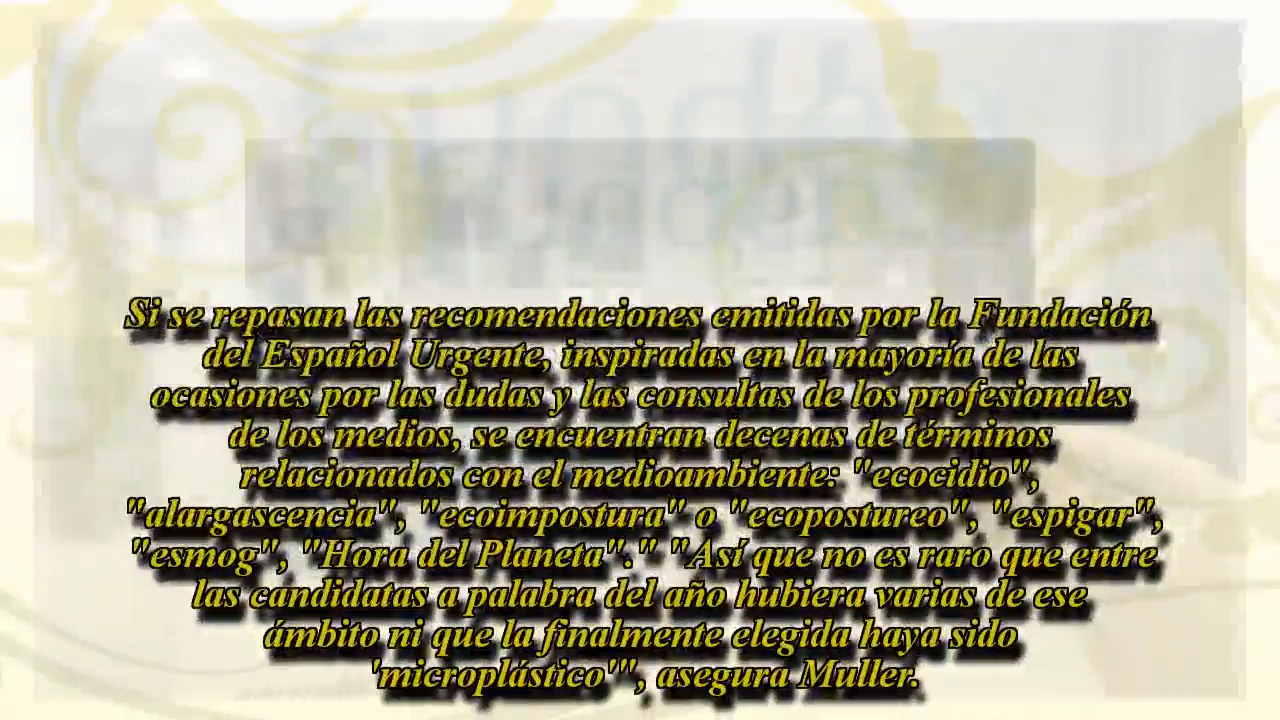 Si se repasan las recomendaciones emitidas por la Fundación
del Español Urgente, inspiradas en la mayoría de las
ocasiones por las dudas y las consultas de los profesionales
de los medios, se encuentran decenas de términos
relacionados con el medioambiente: "ecocidio",
"alargascencia", "ecoimpostura" o "ecopostureo", "espigar",
"esmog", "Hora del Planeta"." "Así que no es raro que entre
las candidatas a palabra del año hubiera varias de ese
ámbito ni que la finalmente elegida haya sido
'microplástico'", asegura Muller.